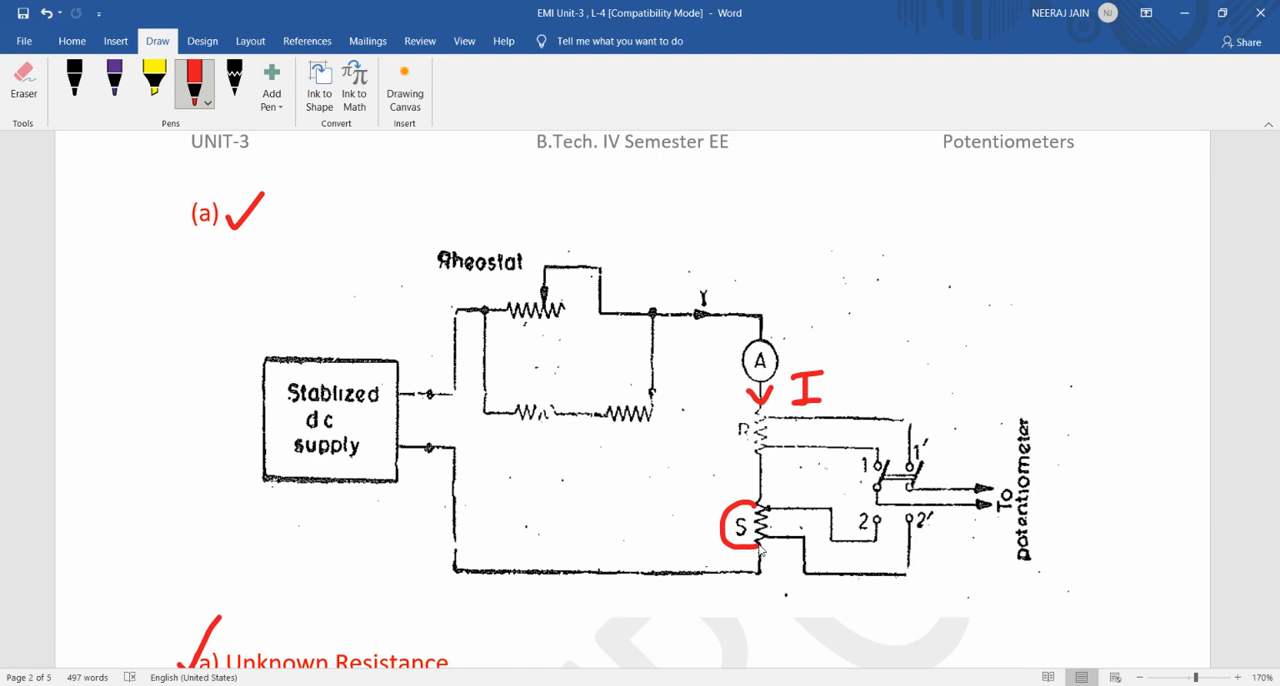 EMI Unit-3 , L-4 [Compatibility Mode] - Word
NEERAJ JAIN
NJ
File Home Insert Draw Design Layout References Mailings Review View Help Tell me what you want to do
Share
Eraser
Add Pen
Ink to Shape
Ink to Math
Drawing Canvas
Tools
Pens
Convert
Insert
UNIT-3 B.Tech. IV Semester EE Potentiometers
(a)
Rheostat
A
I
Stablized
dc
supply
R
1
1'
S
2
2'
To
potentiometer
a) Unknown Resistance
Page 2 of 5 497 words English (United States) 170%